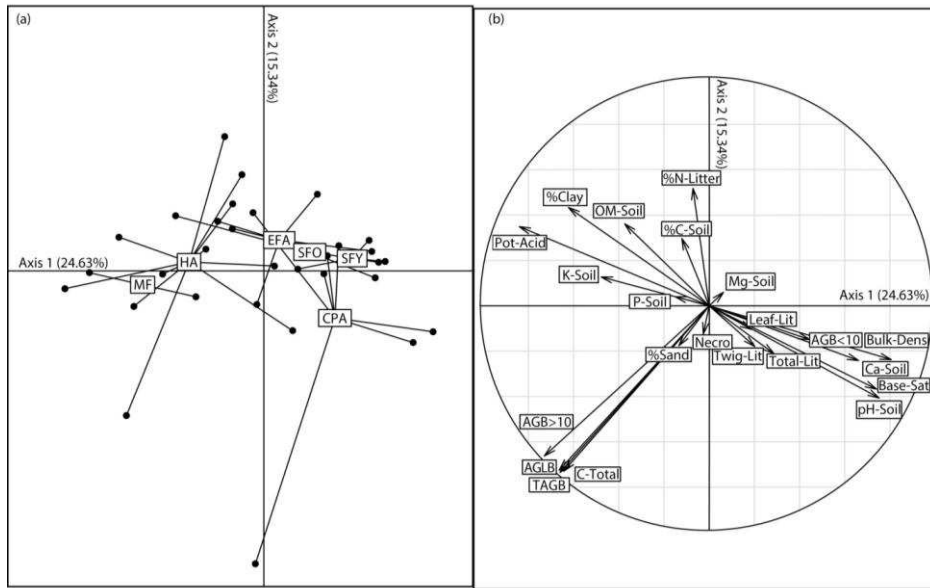 (a)
Axis 2 (15.34%)
EFA
SFO
HA
SFY
Axis 1 (24.63%)
MF
CPA
(b)
Axis 2 (15.34%)
%N-Litter
%Clay
OM-Soil
%C-Soil
Pot-Acid
K-Soil
Mg-Soil
P-Soil
Axis 1 (24.63%)
Leaf-Lit
AGB<10
Bulk-Dens
Necro
%Sand
Twig-Lit
Total-Lit
Ca-Soil
Base-Sat
pH-Soil
AGB>10
AGLB
C-Total
TAGB